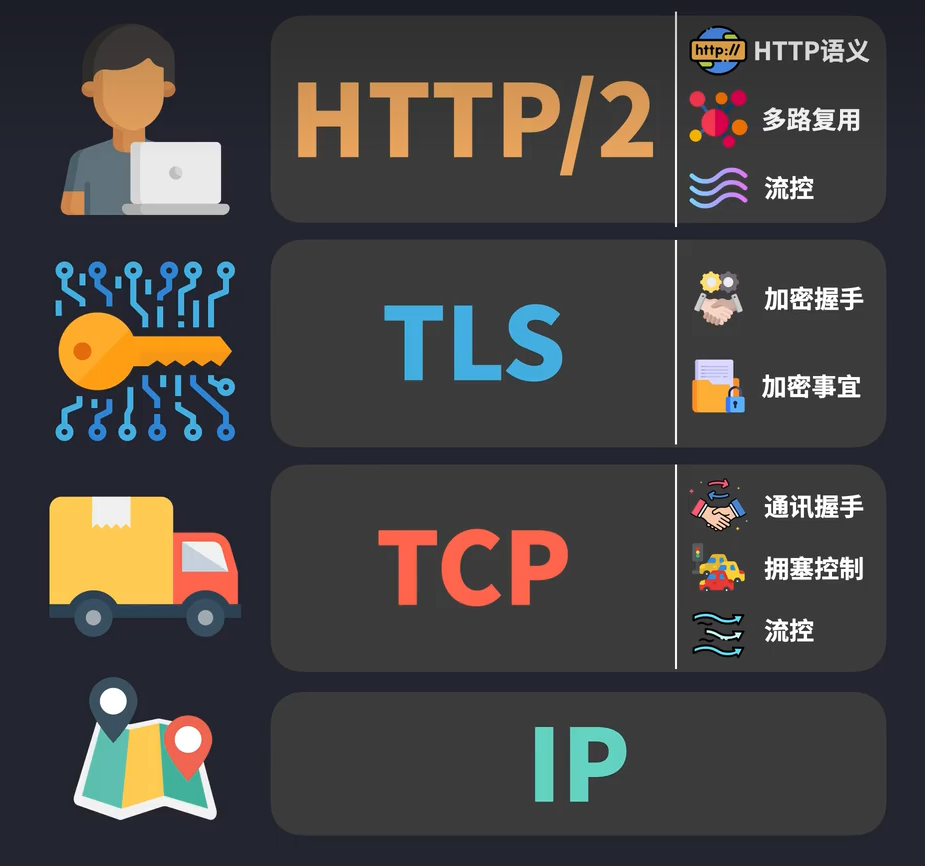 HTTP/2
http://
HTTP语义
多路复用
流控
TLS
加密握手
加密事宜
TCP
通讯握手
拥塞控制
流控
IP